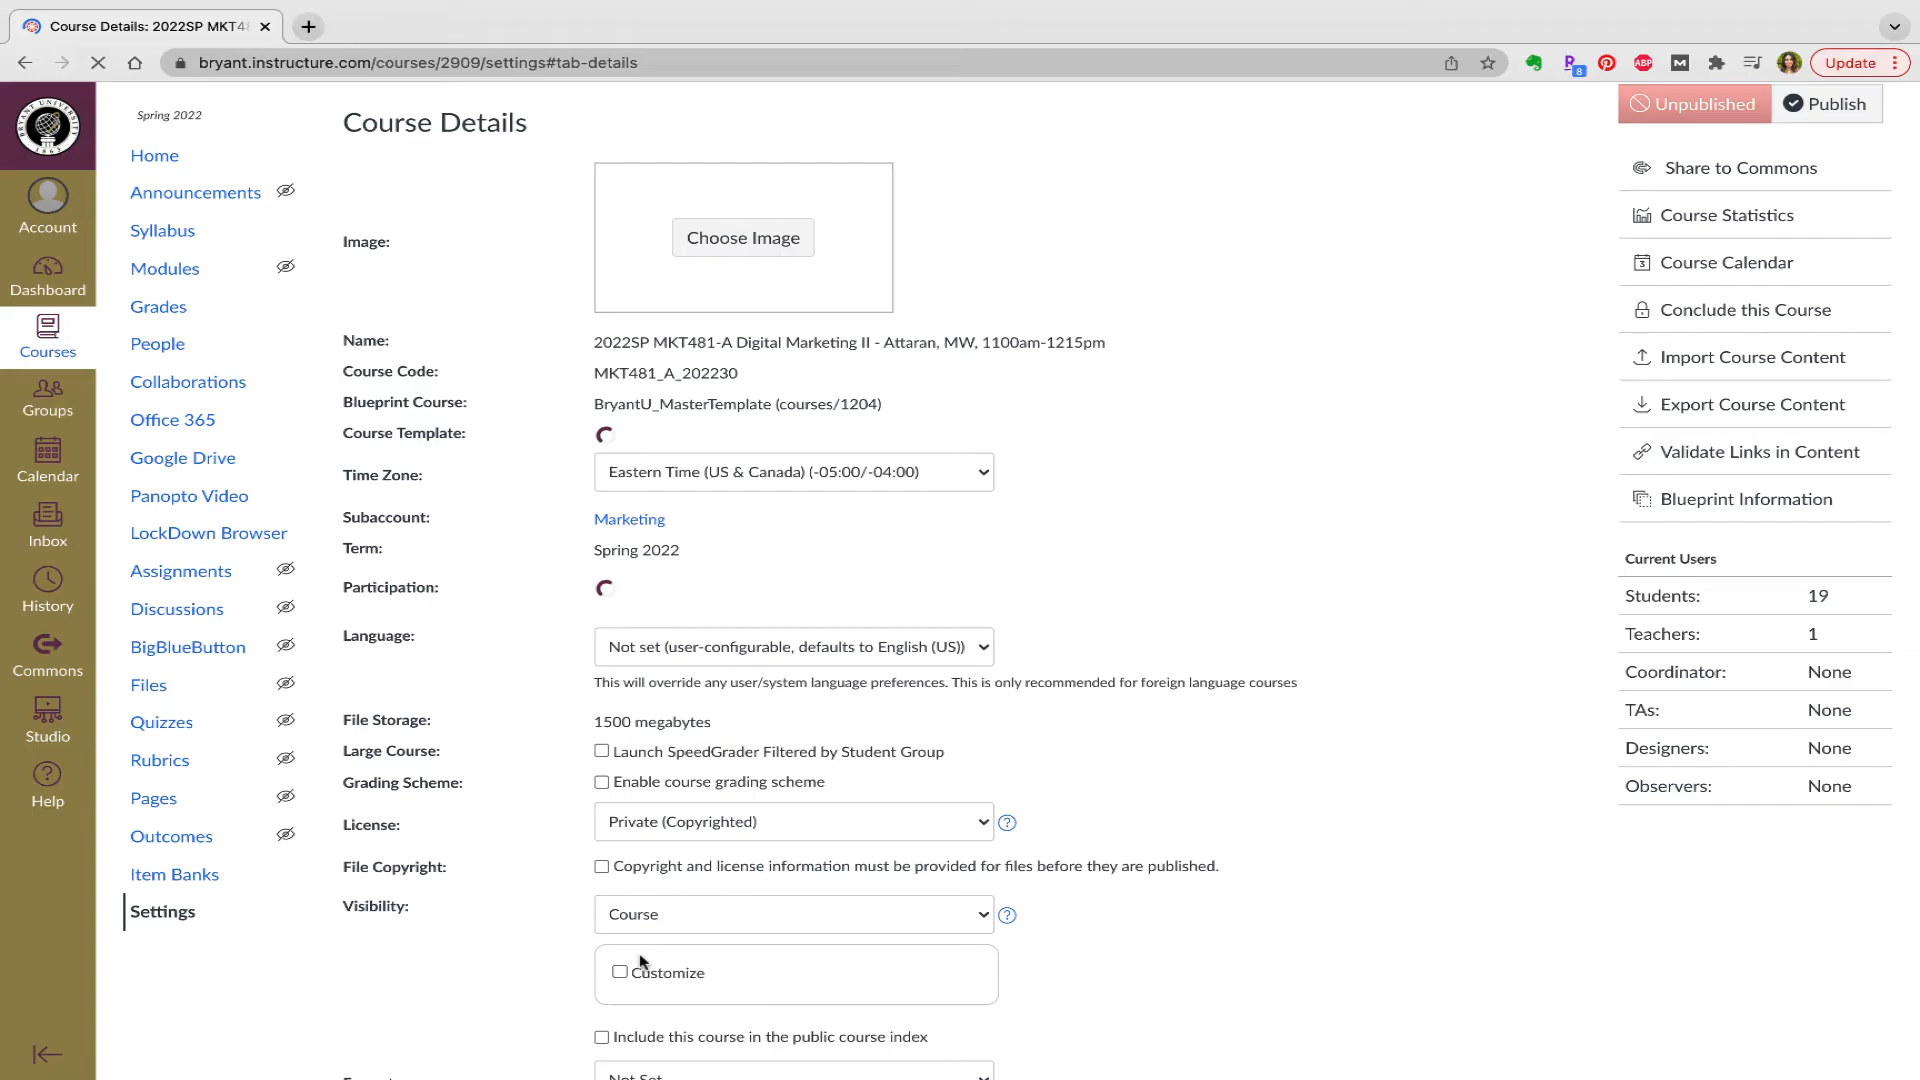 Course Details: 2022SP MKT48
bryant.instructure.com/courses/2909/settings#tab-details
8
ABP
M
Update
BRYANT UNIVERSITY
1863
Account
Dashboard
Courses
Groups
Calendar
Inbox
History
Commons
Studio
Help
Spring 2022
Home
Announcements
Syllabus
Modules
Grades
People
Collaborations
Office 365
Google Drive
Panopto Video
LockDown Browser
Assignments
Discussions
BigBlueButton
Files
Quizzes
Rubrics
Pages
Outcomes
Item Banks
Settings
Course Details
Image:
Choose Image
Name: 2022SP MKT481-A Digital Marketing II - Attaran, MW, 1100am-1215pm
Course Code: MKT481_A_202230
Blueprint Course: BryantU_MasterTemplate (courses/1204)
Course Template:
Time Zone: Eastern Time (US & Canada) (-05:00/-04:00)
Subaccount: Marketing
Term: Spring 2022
Participation:
Language: Not set (user-configurable, defaults to English (US))
This will override any user/system language preferences. This is only recommended for foreign language courses
File Storage: 1500 megabytes
Large Course: Launch SpeedGrader Filtered by Student Group
Grading Scheme: Enable course grading scheme
License: Private (Copyrighted)
File Copyright: Copyright and license information must be provided for files before they are published.
Visibility: Course
Customize
Include this course in the public course index
Not Set
Unpublished
Publish
Share to Commons
Course Statistics
Course Calendar
Conclude this Course
Import Course Content
Export Course Content
Validate Links in Content
Blueprint Information
Current Users
Students: 19
Teachers: 1
Coordinator: None
TAs: None
Designers: None
Observers: None